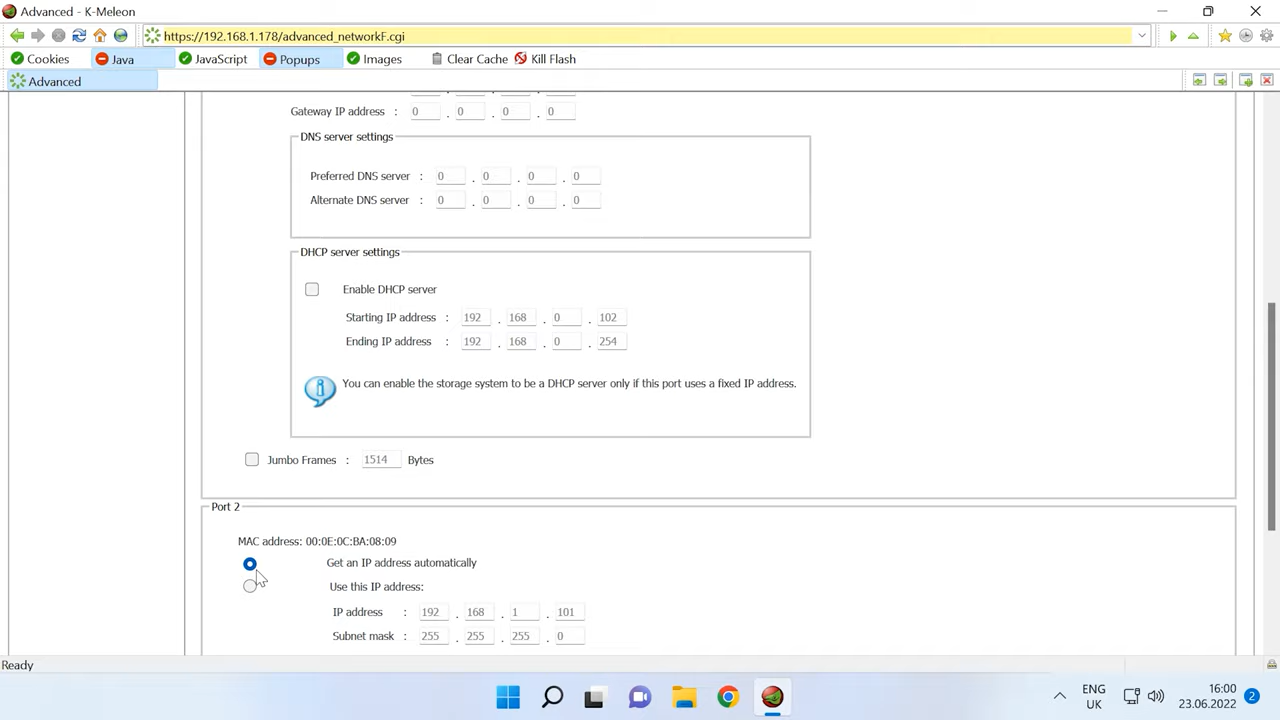 Advanced - K-Meleon
https://192.168.1.178/advanced_networkF.cgi
Cookies Java JavaScript Popups Images Clear Cache Kill Flash
Advanced
Gateway IP address : 0 . 0 . 0 . 0
DNS server settings
Preferred DNS server : 0 . 0 . 0 . 0
Alternate DNS server : 0 . 0 . 0 . 0
DHCP server settings
Enable DHCP server
Starting IP address : 192 . 168 . 0 . 102
Ending IP address : 192 . 168 . 0 . 254
You can enable the storage system to be a DHCP server only if this port uses a fixed IP address.
Jumbo Frames : 1514 Bytes
Port 2
MAC address: 00:0E:0C:BA:08:09
Get an IP address automatically
Use this IP address:
IP address : 192 . 168 . 1 . 101
Subnet mask : 255 . 255 . 255 . 0
Ready
ENG
UK
16:00
23.06.2022
2